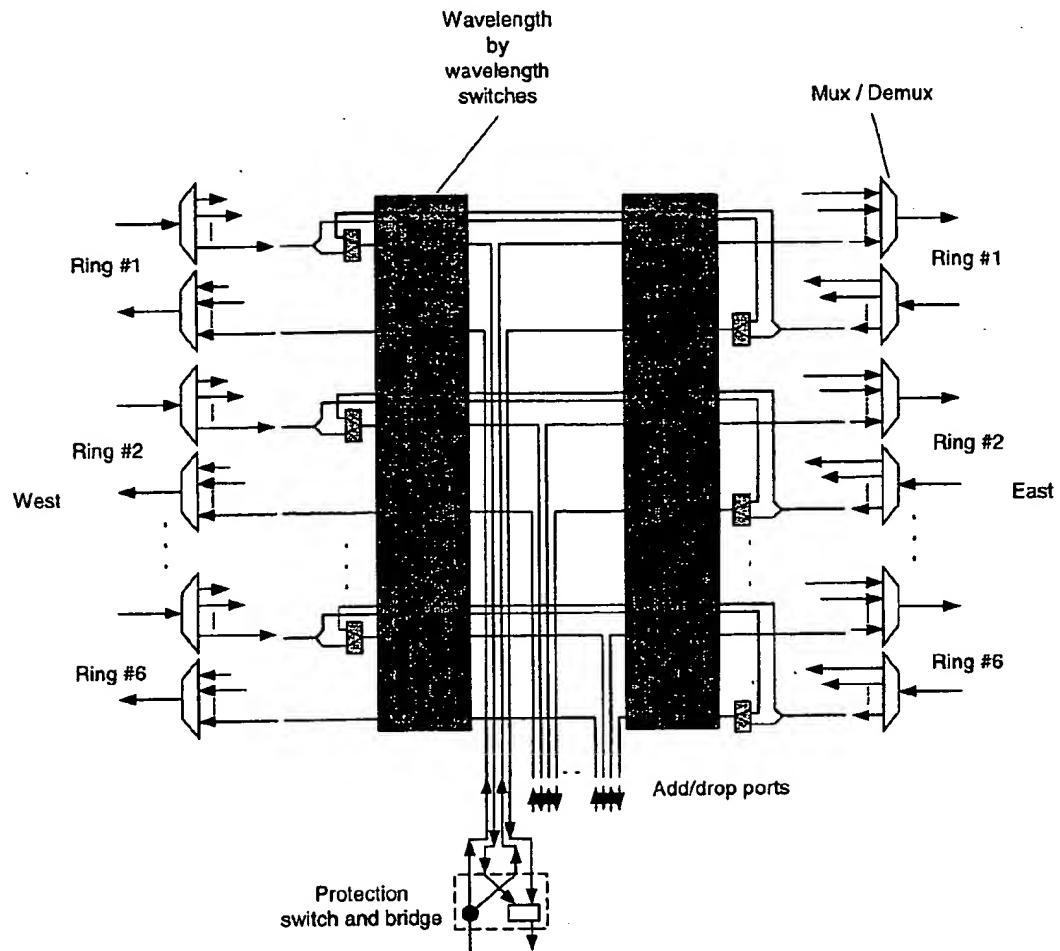 Wavelength
by
wavelength
switches
Mux / Demux
Ring #1
Ring #1
Ring #2
Ring #2
West
East
Ring #6
Ring #6
Add/drop ports
Protection
switch and bridge